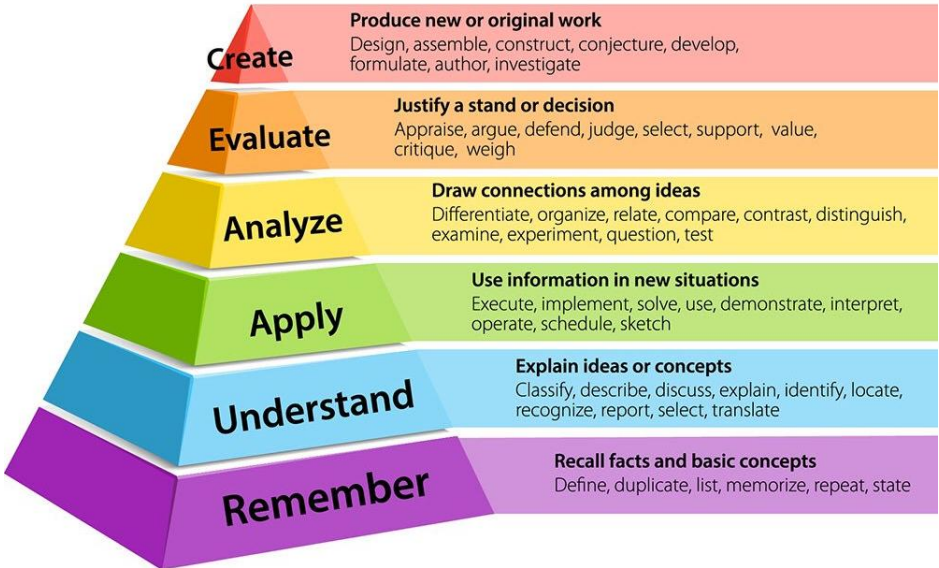 Create
Produce new or original work
Design, assemble, construct, conjecture, develop,
formulate, author, investigate
Evaluate
Justify a stand or decision
Appraise, argue, defend, judge, select, support, value,
critique, weigh
Analyze
Draw connections among ideas
Differentiate, organize, relate, compare, contrast, distinguish,
examine, experiment, question, test
Apply
Use information in new situations
Execute, implement, solve, use, demonstrate, interpret,
operate, schedule, sketch
Understand
Explain ideas or concepts
Classify, describe, discuss, explain, identify, locate,
recognize, report, select, translate
Remember
Recall facts and basic concepts
Define, duplicate, list, memorize, repeat, state